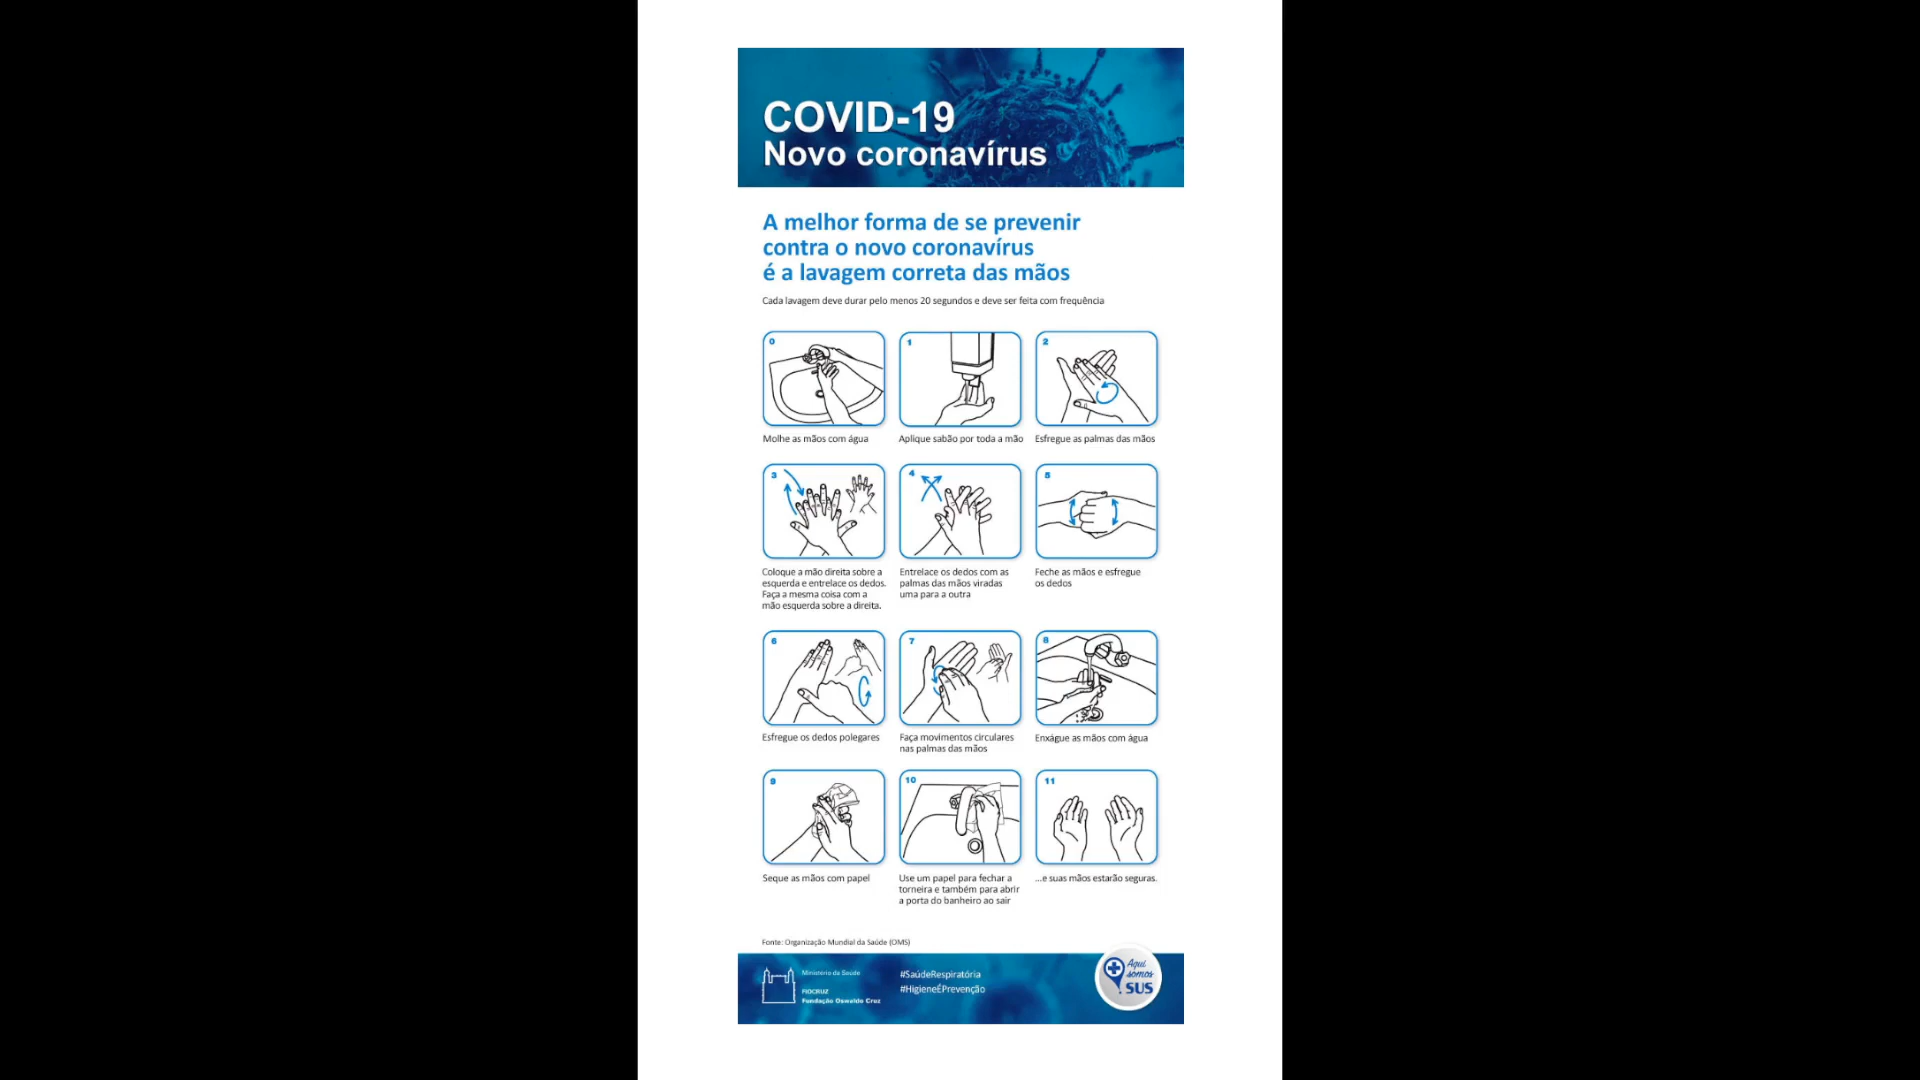 COVID-19
Novo coronavírus
A melhor forma de se prevenir
contra o novo coronavírus
é a lavagem correta das mãos
Cada lavagem deve durar pelo menos 20 segundos e deve ser feita com frequência
0
1
2
Molhe as mãos com água
Aplique sabão por toda a mão
Esfregue as palmas das mãos
3
4
5
Coloque a mão direita sobre a
esquerda e entrelace os dedos.
Faça a mesma coisa com a
mão esquerda sobre a direita.
Entrelace os dedos com as
palmas das mãos viradas
uma para a outra
Feche as mãos e esfregue
os dedos
6
7
8
Esfregue os dedos polegares
Faça movimentos circulares
nas palmas das mãos
Enxágue as mãos com água
9
10
11
Seque as mãos com papel
Use um papel para fechar a
torneira e também para abrir
a porta do banheiro ao sair
...e suas mãos estarão seguras.
Fonte: Organização Mundial da Saúde (OMS)
Ministério da Saúde
FIOCRUZ
Fundação Oswaldo Cruz
#SaúdeRespiratória
#HigieneÉPrevenção
Aqui
somos
SUS